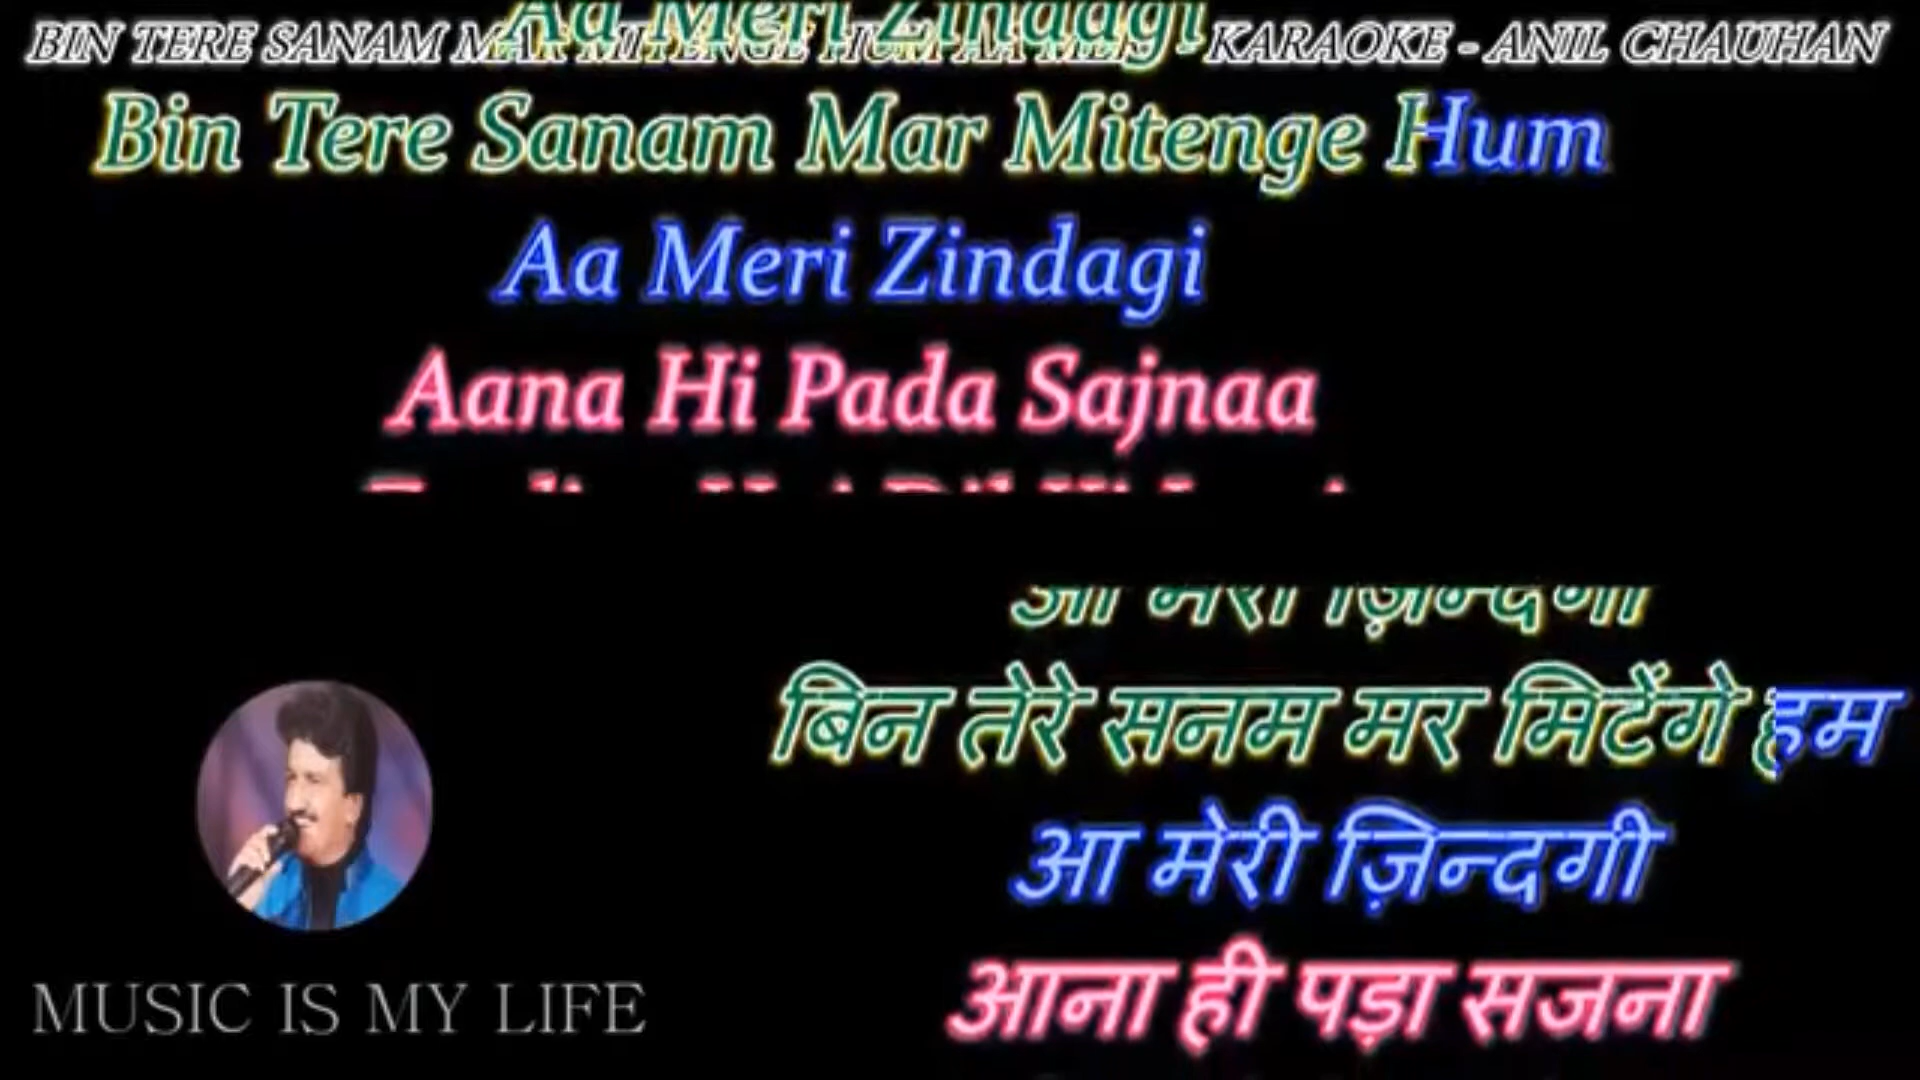 Aa Meri Zindagi
BIN TERE SANAM MAR MITENGE HUM AA MERI - KARAOKE - ANIL CHAUHAN
Bin Tere Sanam Mar Mitenge Hum
Aa Meri Zindagi
Aana Hi Pada Sajnaa
आ मेरी ज़िन्दगी
बिन तेरे सनम मर मिटेंगे हम
आ मेरी ज़िन्दगी
आना ही पड़ा सजना
MUSIC IS MY LIFE